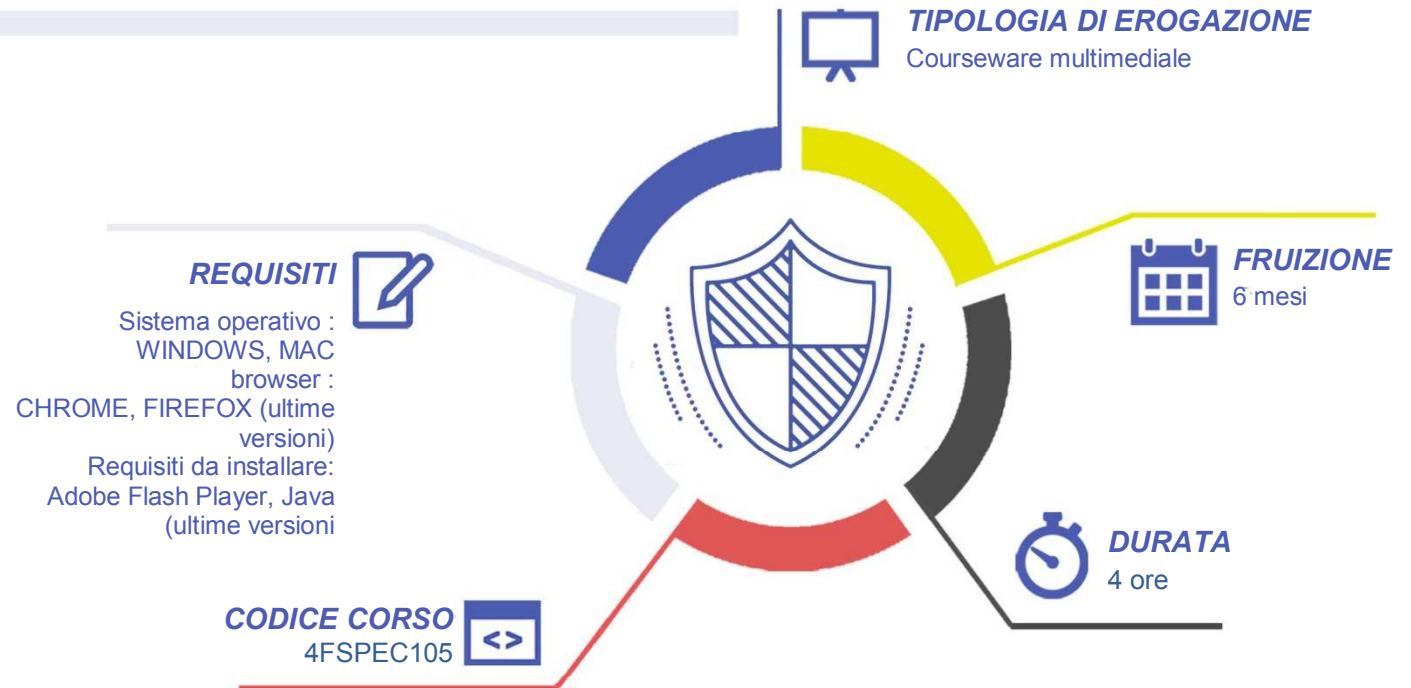 TIPOLOGIA DI EROGAZIONE
Courseware multimediale
REQUISITI
Sistema operativo :
WINDOWS, MAC
browser :
CHROME, FIREFOX (ultime
versioni)
Requisiti da installare:
Adobe Flash Player, Java
(ultime versioni
FRUIZIONE
6 mesi
DURATA
4 ore
CODICE CORSO
4FSPEC105
<>